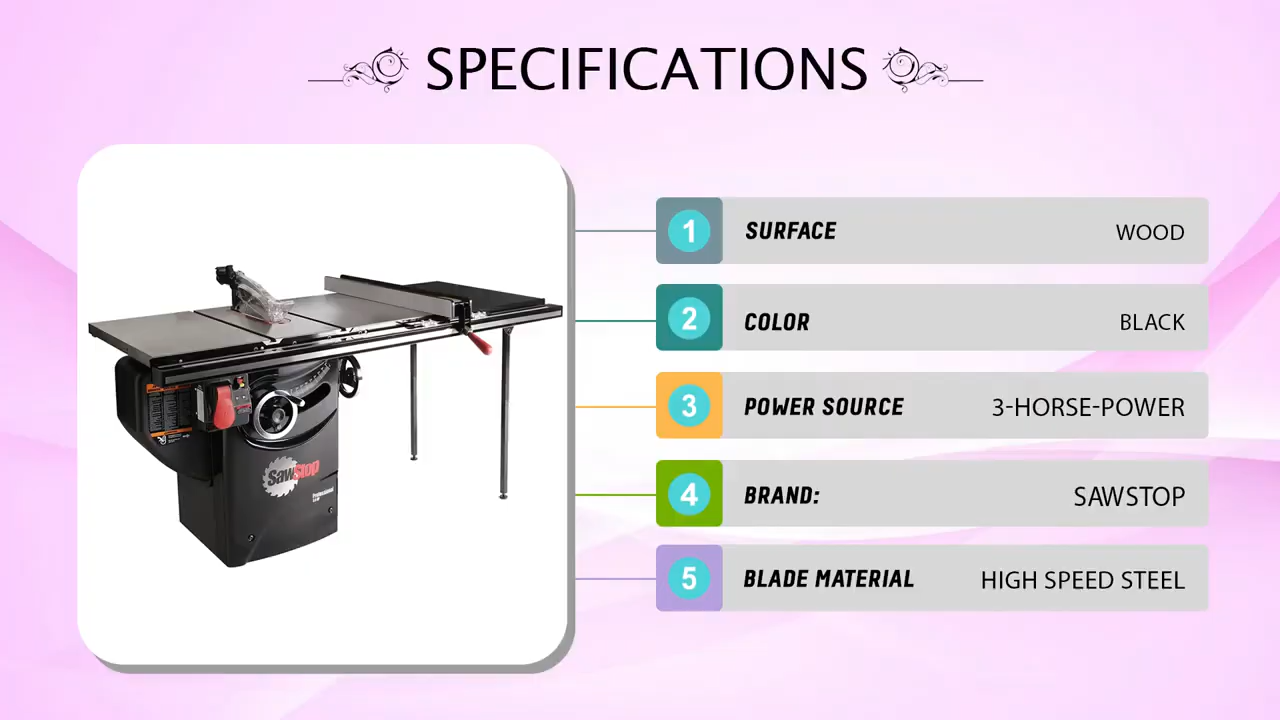 SPECIFICATIONS
1 SURFACE WOOD
2 COLOR BLACK
3 POWER SOURCE 3-HORSE-POWER
4 BRAND: SAWSTOP
5 BLADE MATERIAL HIGH SPEED STEEL
SawStop